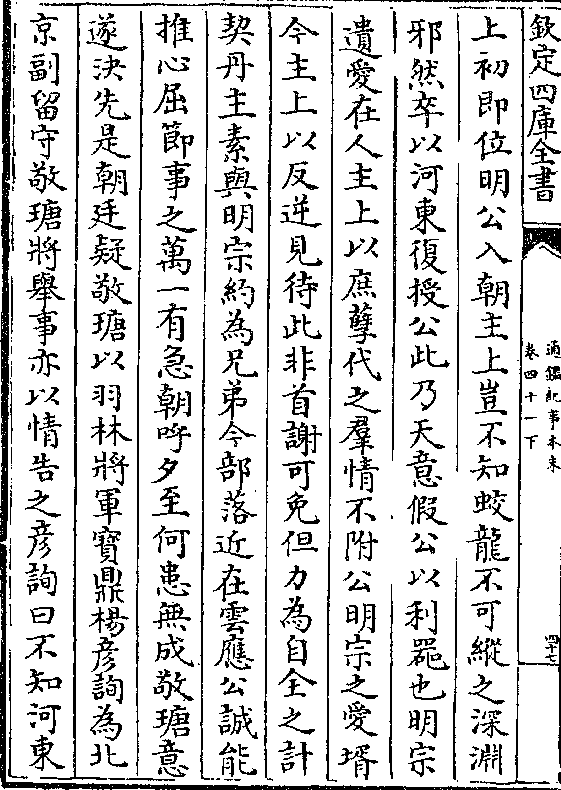 欽定四庫全書
通鑑紀事本末
卷四十一下
四十七
上初即位明公入朝主上豈不知蛟龍不可縱之深淵
邪然卒以河東復授公此乃天意假公以利器也明宗
遺愛在人主上以庶孽代之羣情不附公明宗之愛壻
今主上以反逆見待此非首謝可免但力為自全之計
契丹主素與明宗約為兄弟今部落近在雲應公誠能
推心屈節事之萬一有急朝呼夕至何患無成敬瑭意
遂決先是朝廷疑敬瑭以羽林將軍寶鼎楊彥詢為北
京副留守敬瑭將舉事亦以情告之彥詢曰不知河東